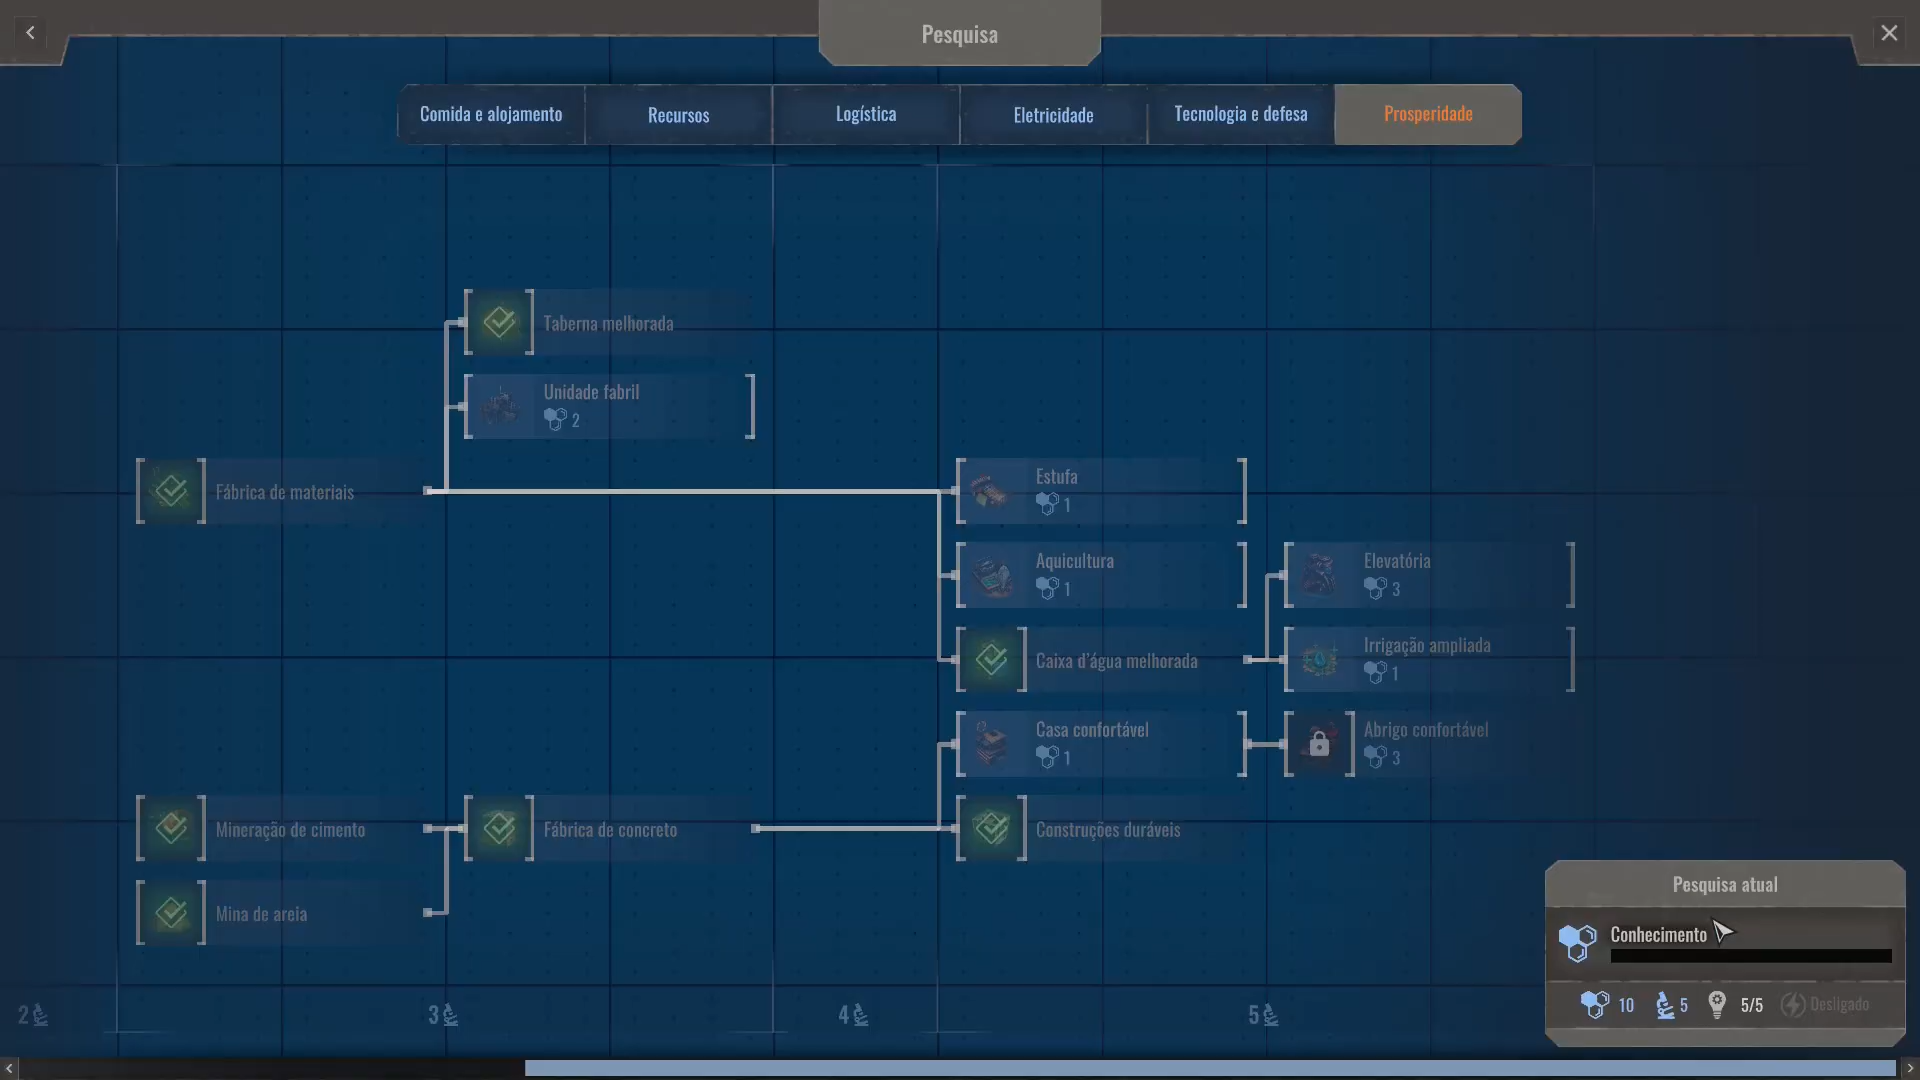 Pesquisa
Comida e alojamento
Recursos
Logística
Eletricidade
Tecnologia e defesa
Prosperidade
Taberna melhorada
Unidade fabril
2
Fábrica de materiais
Estufa
1
Aquicultura
1
Elevatória
3
Caixa d'água melhorada
Irrigação ampliada
1
Casa confortável
1
Abrigo confortável
3
Mineração de cimento
Fábrica de concreto
Construções duráveis
Mina de areia
Pesquisa atual
Conhecimento
10 5 5/5 Desligado
2 3 4 5